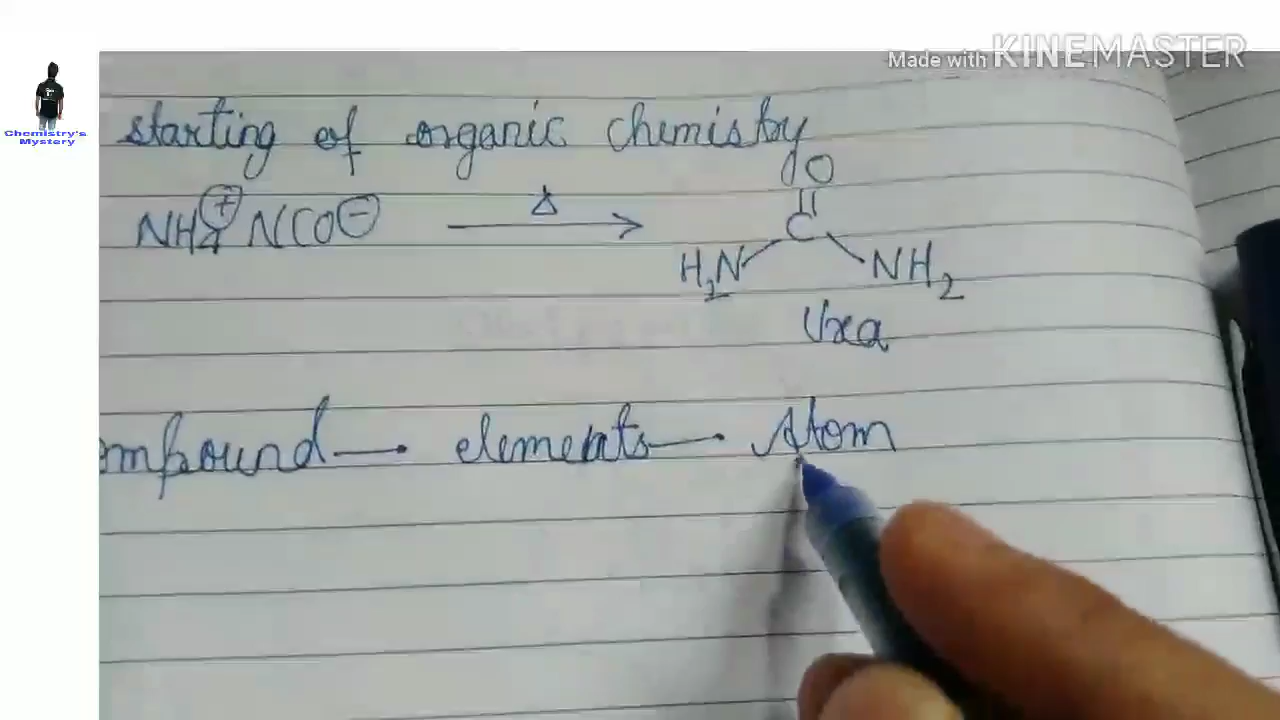 Made with KINEMASTER
Chemistry's
Mystery
starting of organic chemistry
NH₄⊕ NCO⊖ —Δ→ H₂N C O NH₂
Urea
ompound → elements → Atom